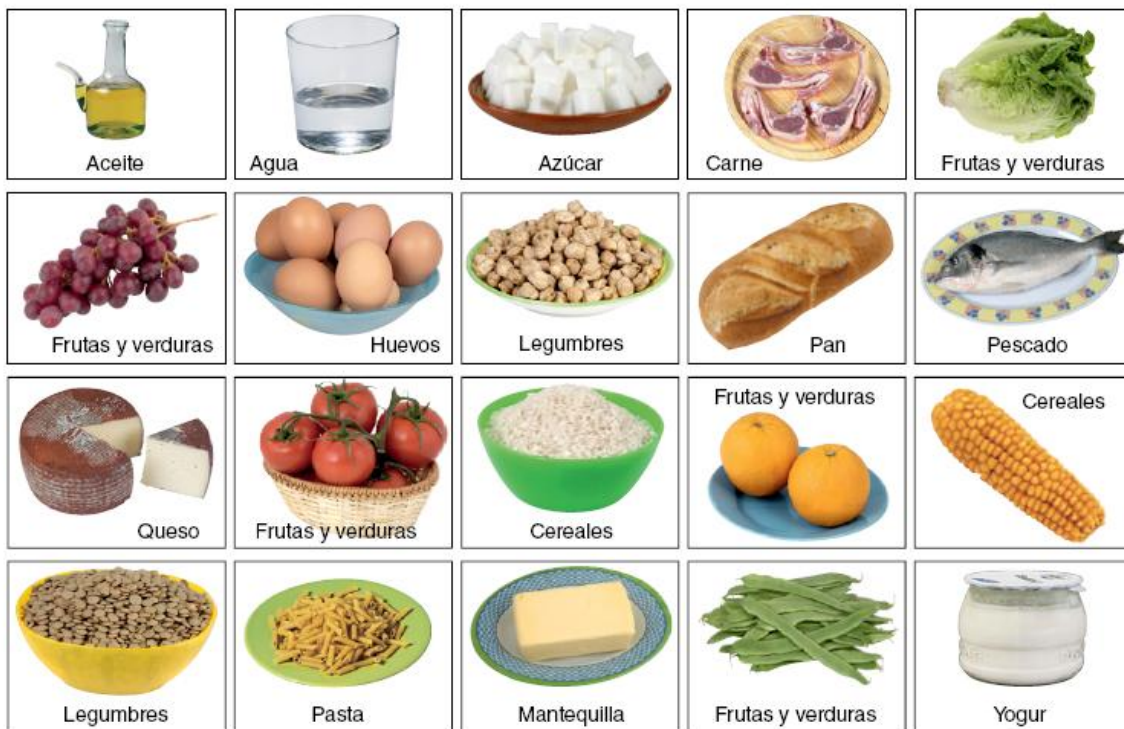 Aceite
Agua
Azúcar
Carne
Frutas y verduras
Frutas y verduras
Huevos
Legumbres
Pan
Pescado
Queso
Frutas y verduras
Cereales
Frutas y verduras
Cereales
Legumbres
Pasta
Mantequilla
Frutas y verduras
Yogur